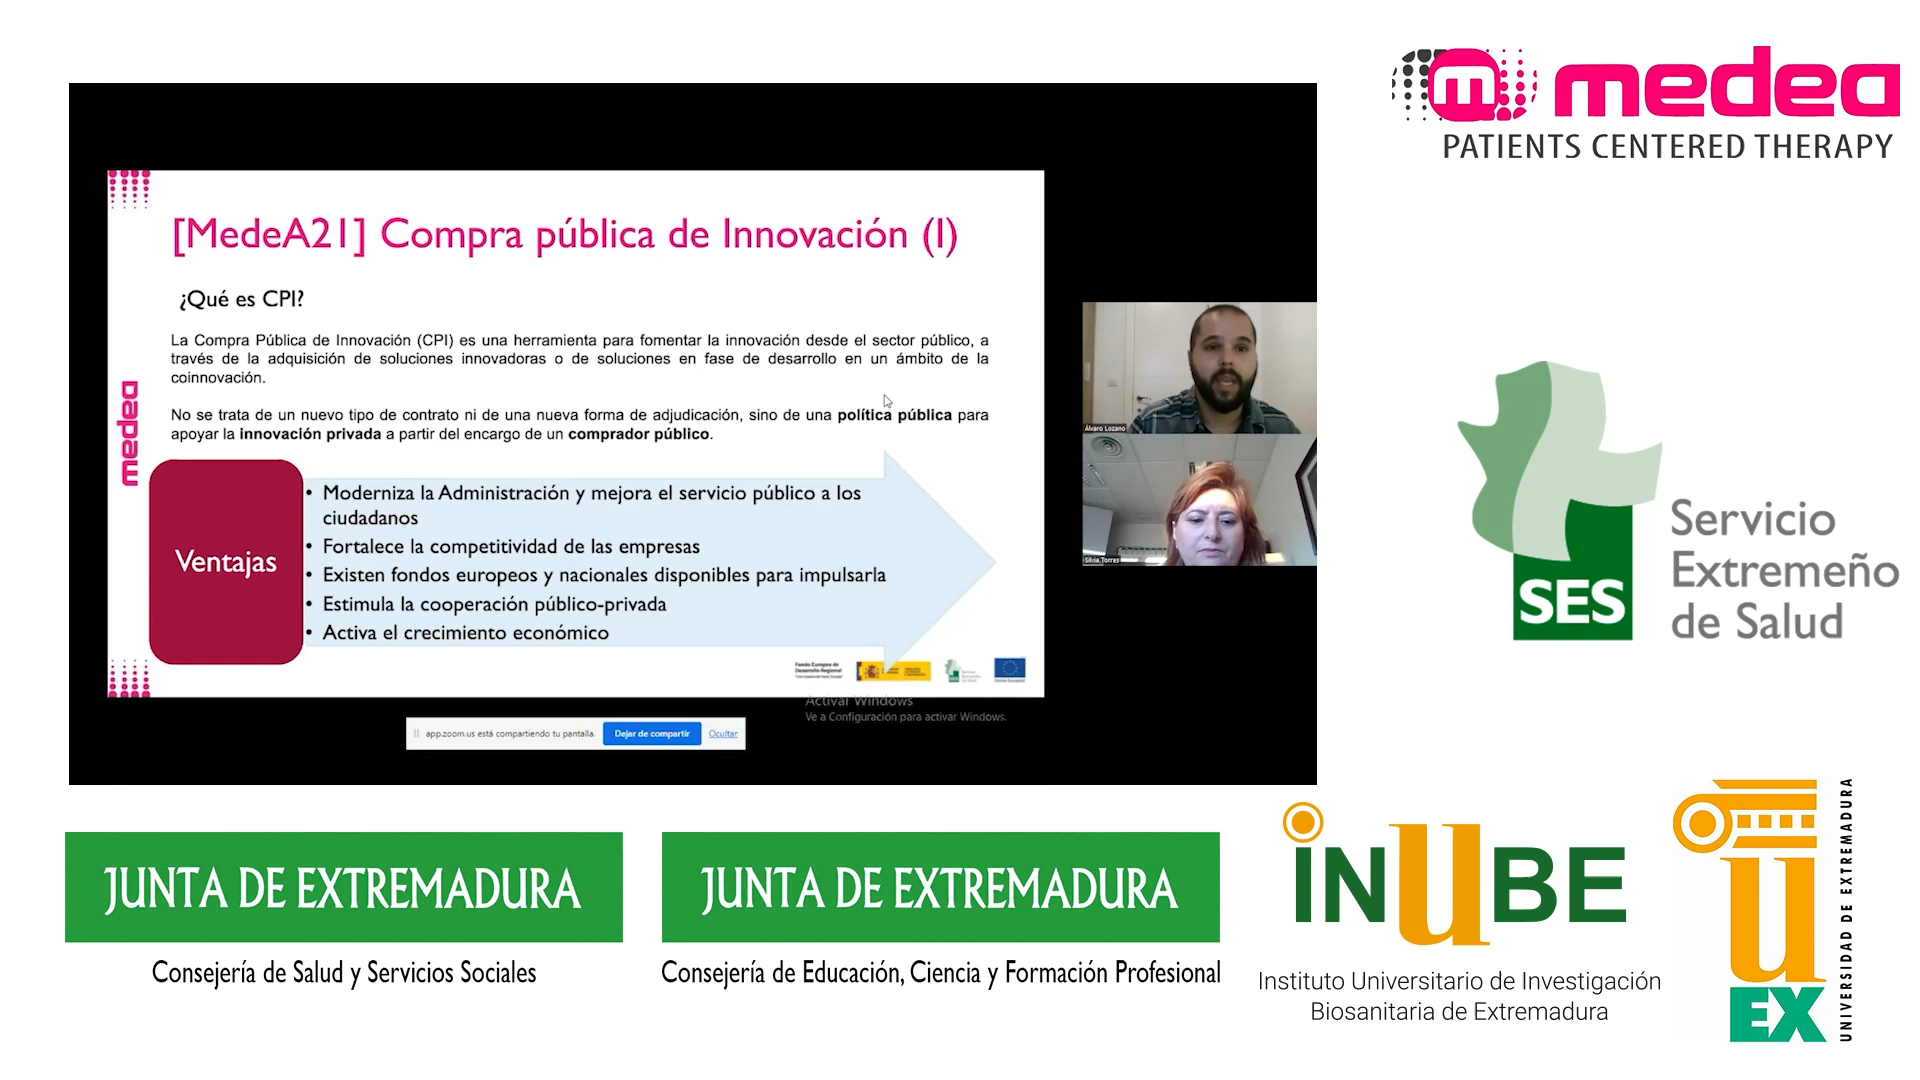 medea
PATIENTS CENTERED THERAPY
[MedeA21] Compra pública de Innovación (I)
¿Qué es CPI?
La Compra Pública de Innovación (CPI) es una herramienta para fomentar la innovación desde el sector público, a
través de la adquisición de soluciones innovadoras o de soluciones en fase de desarrollo en un ámbito de la
coinnovación.
No se trata de un nuevo tipo de contrato ni de una nueva forma de adjudicación, sino de una política pública para
apoyar la innovación privada a partir del encargo de un comprador público.
medea
Ventajas
• Moderniza la Administración y mejora el servicio público a los
ciudadanos
• Fortalece la competitividad de las empresas
• Existen fondos europeos y nacionales disponibles para impulsarla
• Estimula la cooperación público-privada
• Activa el crecimiento económico
Fondo Europeo de
Desarrollo Regional
SES
Activar Windows
Ve a Configuración para activar Windows.
app.zoom.us está compartiendo tu pantalla.
Dejar de compartir
Ocultar
Álvaro Lozano
Silvia Torres
SES
Servicio
Extremeño
de Salud
JUNTA DE EXTREMADURA
Consejería de Salud y Servicios Sociales
JUNTA DE EXTREMADURA
Consejería de Educación, Ciencia y Formación Profesional
iNUBE
Instituto Universitario de Investigación
Biosanitaria de Extremadura
U
EX
UNIVERSIDAD DE EXTREMADURA